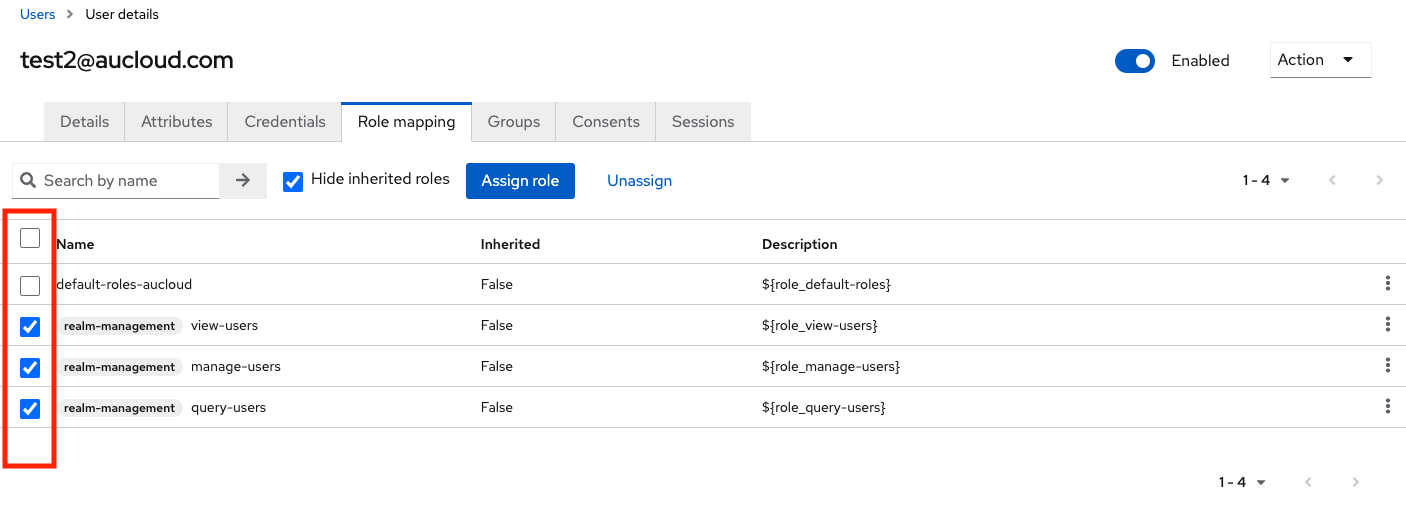 Users > User details
test2@aucloud.com
Enabled
Action
Details Attributes Credentials Role mapping Groups Consents Sessions
Search by name
Hide inherited roles
Assign role
Unassign
1 - 4
Name Inherited Description
default-roles-aucloud False ${role_default-roles}
realm-management view-users False ${role_view-users}
realm-management manage-users False ${role_manage-users}
realm-management query-users False ${role_query-users}
1 - 4